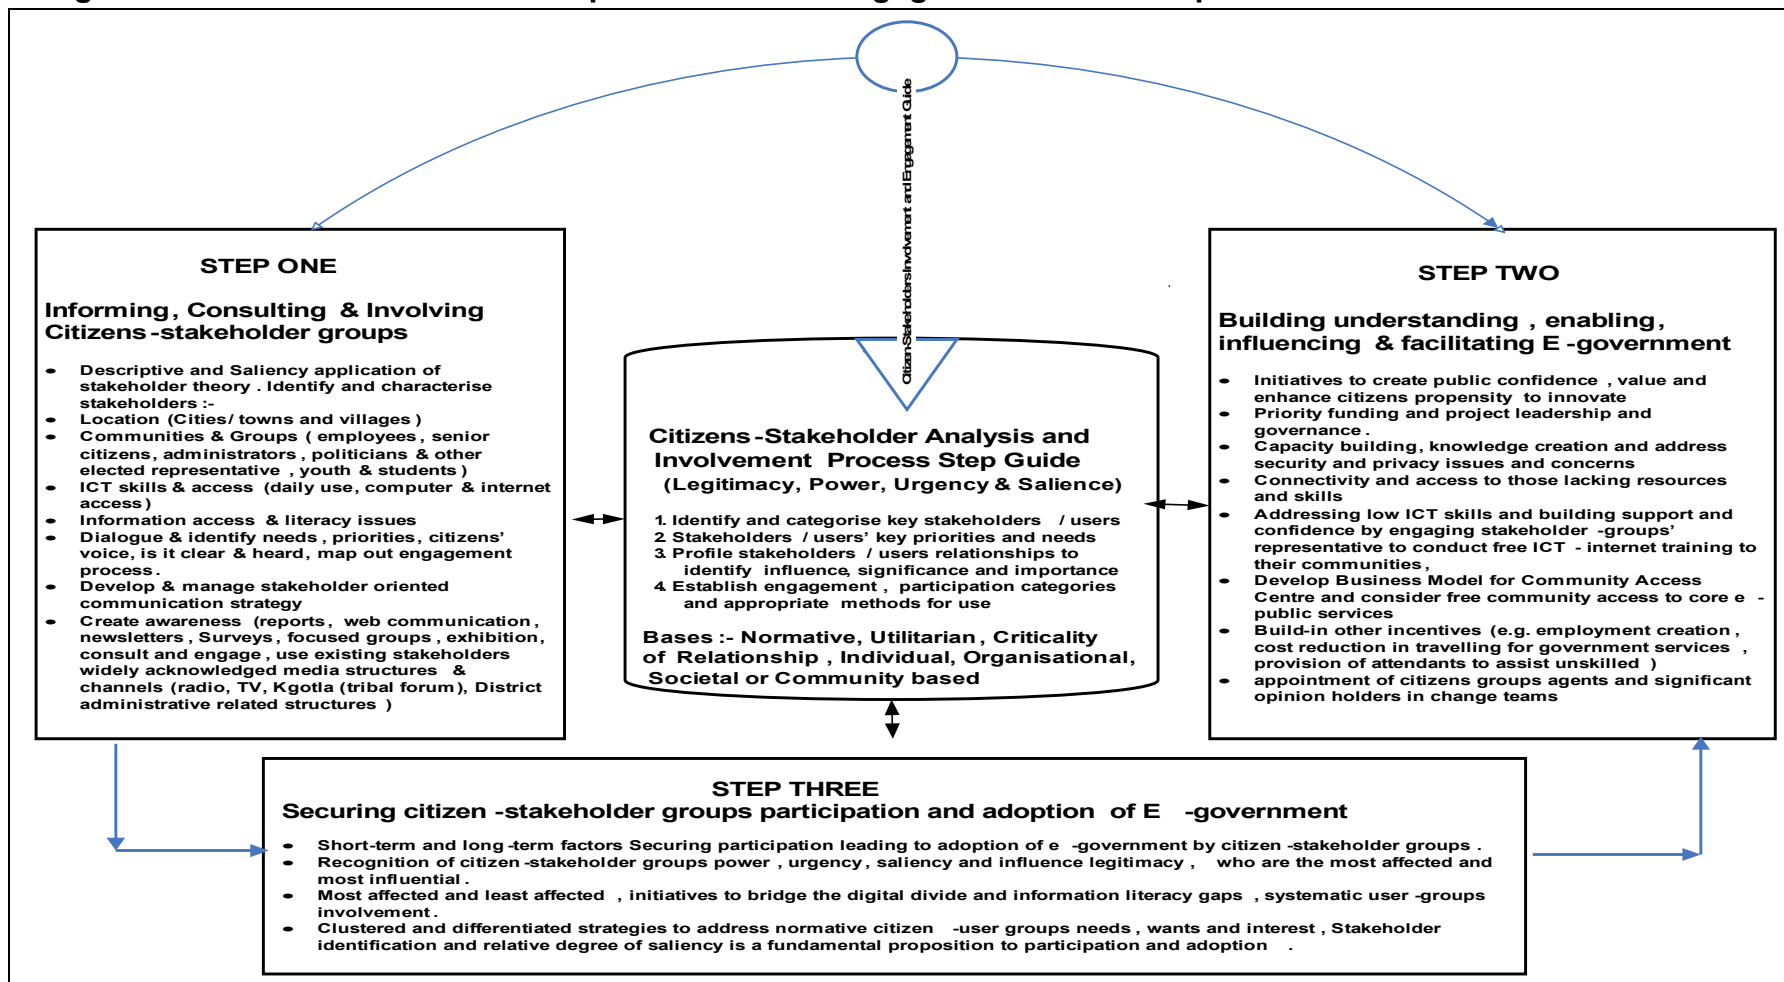 Citizen-Stakeholders Involvement and Engagement Guide
STEP ONE
Informing, Consulting & Involving
Citizens-stakeholder groups
• Descriptive and Saliency application of
stakeholder theory. Identify and characterise
stakeholders :-
• Location (Cities/ towns and villages)
• Communities & Groups (employees, senior
citizens, administrators, politicians & other
elected representative, youth & students)
• ICT skills & access (daily use, computer & internet
access)
• Information access & literacy issues
• Dialogue & identify needs, priorities, citizens'
voice, is it clear & heard, map out engagement
process.
• Develop & manage stakeholder oriented
communication strategy
• Create awareness (reports, web communication,
newsletters, Surveys, focused groups, exhibition,
consult and engage, use existing stakeholders
widely acknowledged media structures &
channels (radio, TV, Kgotla (tribal forum), District
administrative related structures)
Citizens-Stakeholder Analysis and
Involvement Process Step Guide
(Legitimacy, Power, Urgency & Salience)
1. Identify and categorise key stakeholders / users
2. Stakeholders / users' key priorities and needs
3. Profile stakeholders / users relationships to
identify influence, significance and importance
4. Establish engagement, participation categories
and appropriate methods for use
Bases :- Normative, Utilitarian, Criticality
of Relationship, Individual, Organisational,
Societal or Community based
STEP TWO
Building understanding, enabling,
influencing & facilitating E-government
• Initiatives to create public confidence, value and
enhance citizens propensity to innovate
• Priority funding and project leadership and
governance.
• Capacity building, knowledge creation and address
security and privacy issues and concerns
• Connectivity and access to those lacking resources
and skills
• Addressing low ICT skills and building support and
confidence by engaging stakeholder-groups'
representative to conduct free ICT - internet training to
their communities,
• Develop Business Model for Community Access
Centre and consider free community access to core e-
public services
• Build-in other incentives (e.g. employment creation,
cost reduction in travelling for government services,
provision of attendants to assist unskilled)
• appointment of citizens groups agents and significant
opinion holders in change teams
STEP THREE
Securing citizen-stakeholder groups participation and adoption of E-government
• Short-term and long-term factors Securing participation leading to adoption of e-government by citizen-stakeholder groups.
• Recognition of citizen-stakeholder groups power, urgency, saliency and influence legitimacy, who are the most affected and
most influential.
• Most affected and least affected, initiatives to bridge the digital divide and information literacy gaps, systematic user-groups
involvement.
• Clustered and differentiated strategies to address normative citizen-user groups needs, wants and interest, Stakeholder
identification and relative degree of saliency is a fundamental proposition to participation and adoption.